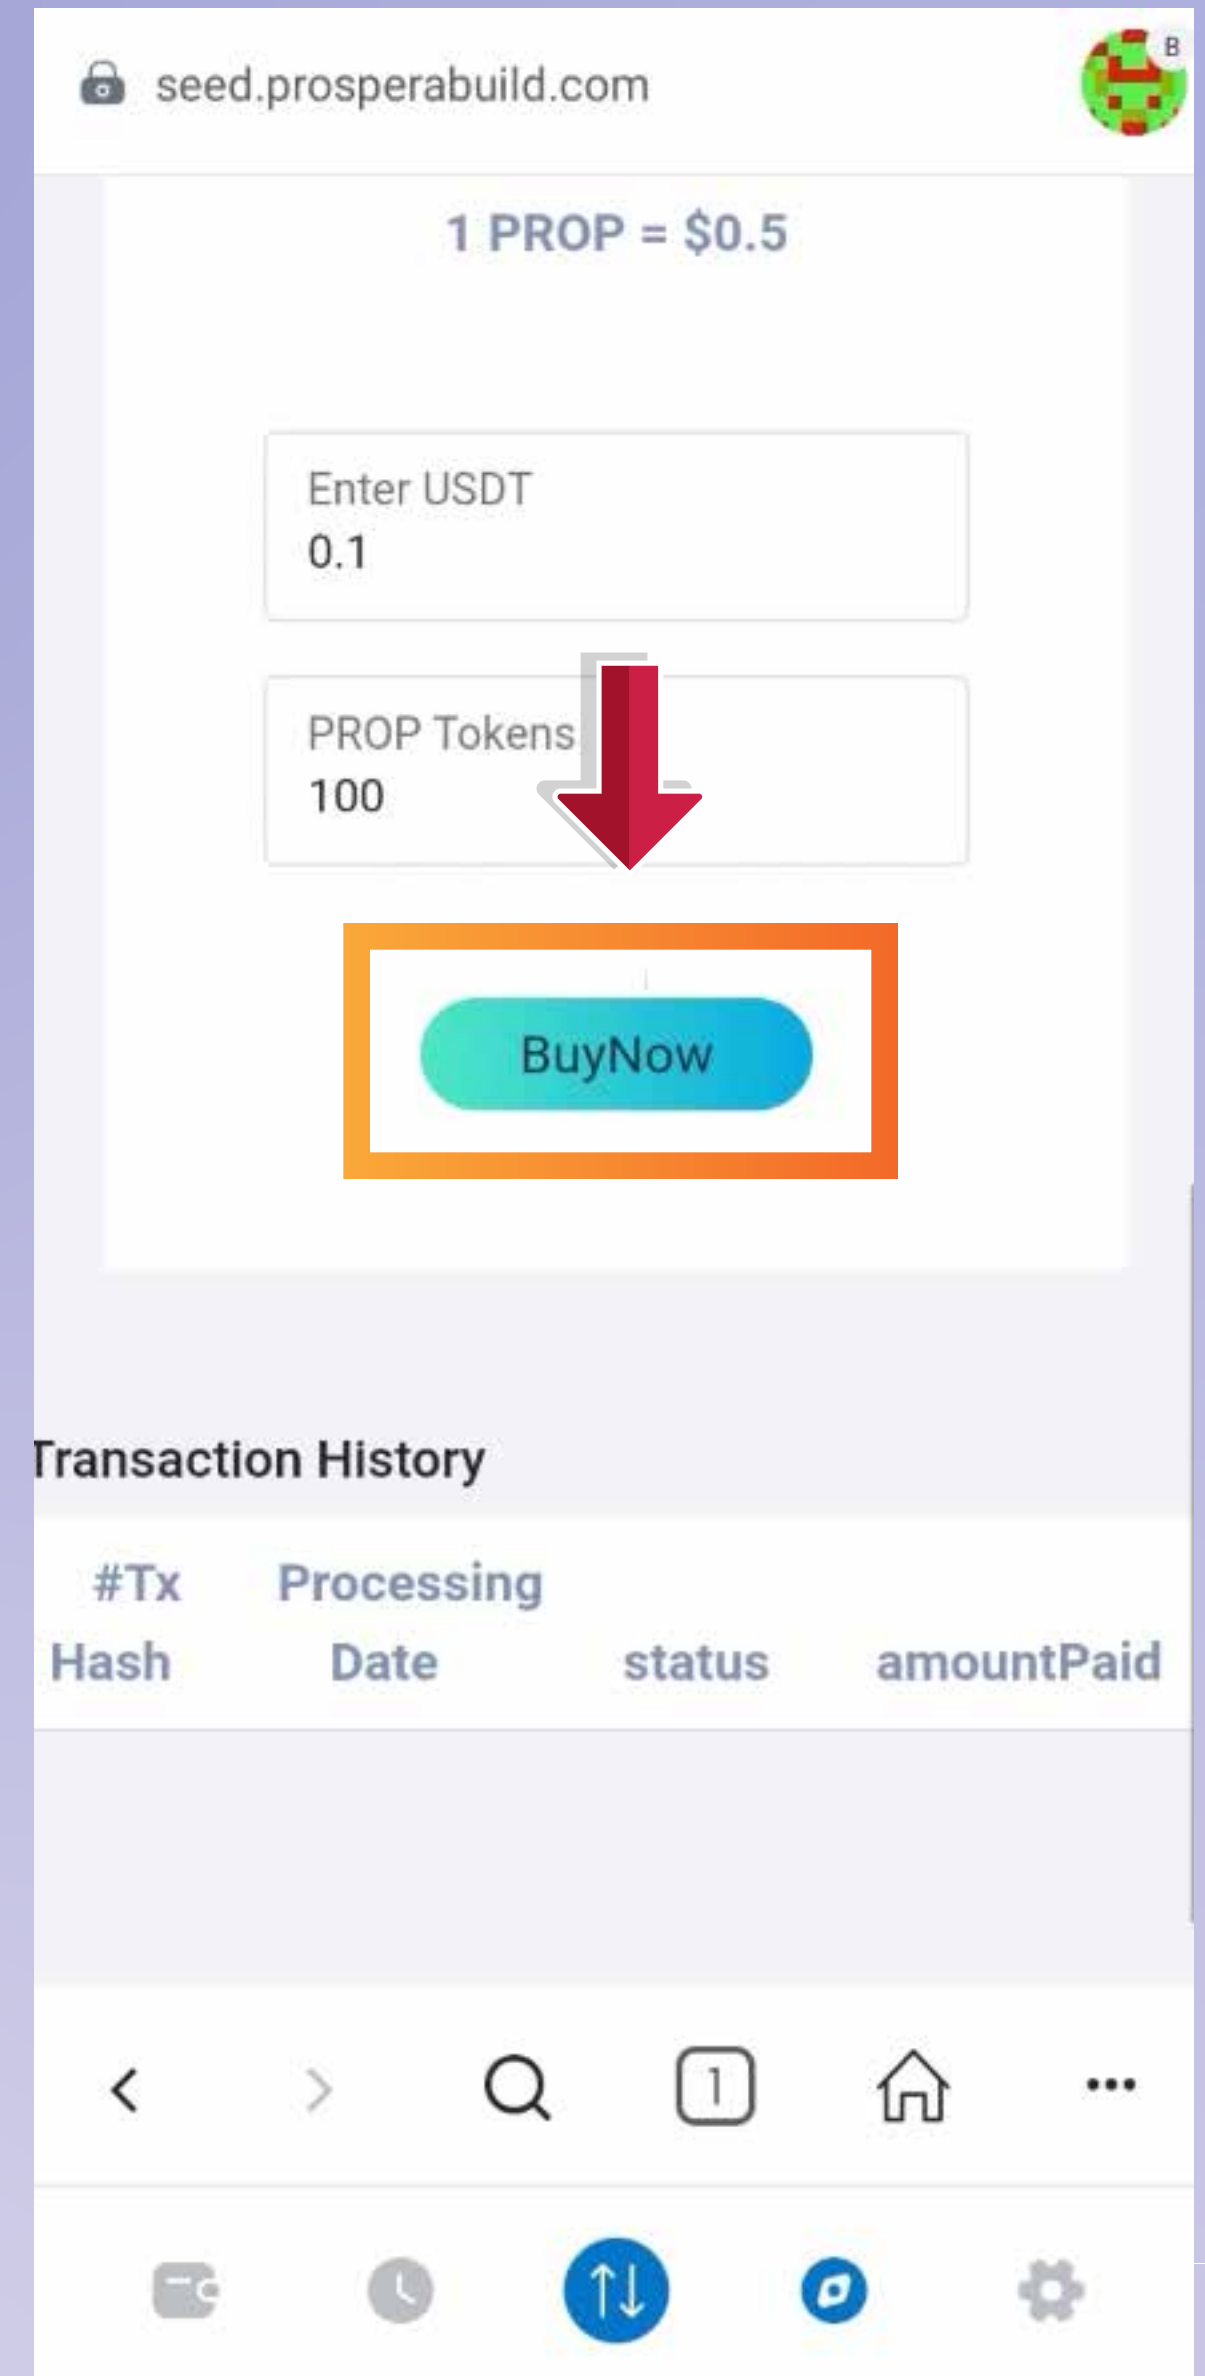 seed.prosperabuild.com
B
1 PROP = $0.5
Enter USDT
0.1
PROP Tokens
100
BuyNow
Transaction History
#Tx Hash
Processing Date
status
amountPaid
1